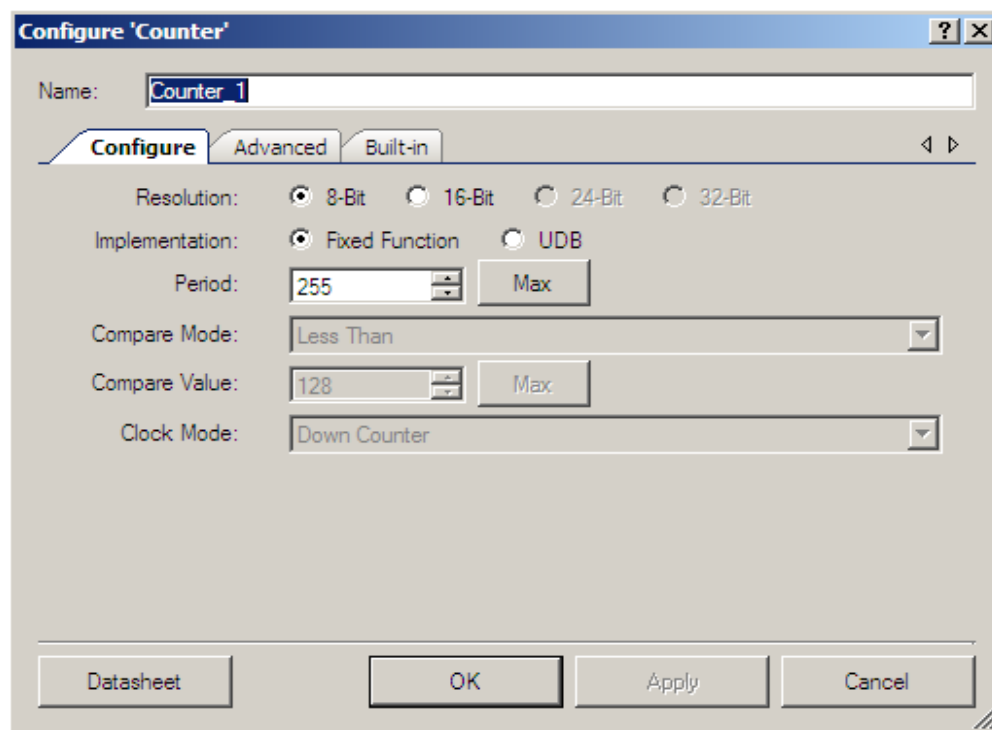 Configure 'Counter'
Name: Counter_1
Configure Advanced Built-in
Resolution: 8-Bit 16-Bit 24-Bit 32-Bit
Implementation: Fixed Function UDB
Period: 255 Max
Compare Mode: Less Than
Compare Value: 128 Max
Clock Mode: Down Counter
Datasheet OK Apply Cancel